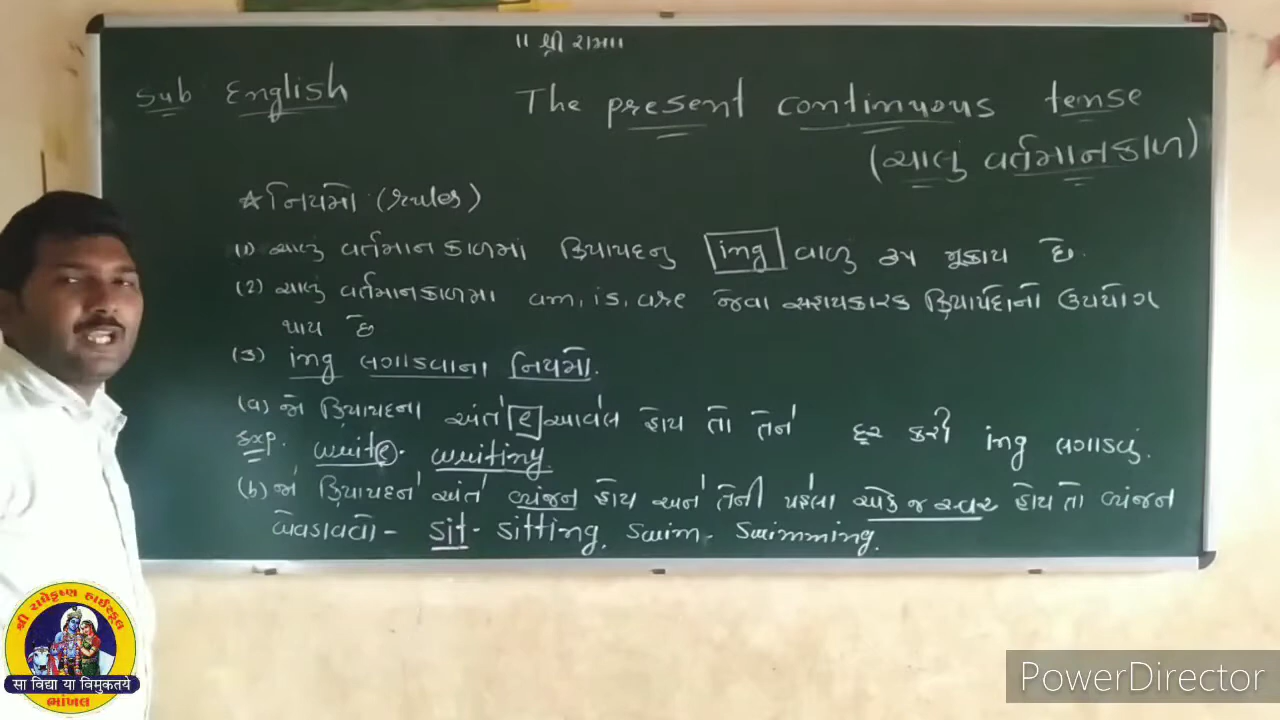 ॥ શ્રી રામ॥
Sub English
The present continuous tense
(ચાલુ વર્તમાનકાળ)
☆ નિયમો (rules)
(1) ચાલુ વર્તમાન કાળમાં ક્રિયાપદનુ ing વાળું રૂપ મૂકાય છે.
(2) ચાલું વર્તમાનકાળમા am, is, are જેવા સહાયકારક ક્રિયાપદોનો ઉપયોગ
થાય છે
(3) ing લગાડવાના નિયમો.
(a) જો ક્રિયાપદના અંતે e આવેલ હોય તો તેને દૂર કરી ing લગાડવું.
Exp. write. writing.
(b) જો ક્રિયાપદને અંતે વ્યંજન હોય અને તેની પહેલા એક જ સ્વર હોય તો વ્યંજન
બેવડાવવો - sit - sitting, swim - swimming.
શ્રી રાધેકૃષ્ણ હાઈસ્કૂલ
सा विद्या या विमुक्तये
ભાંખલ
PowerDirector